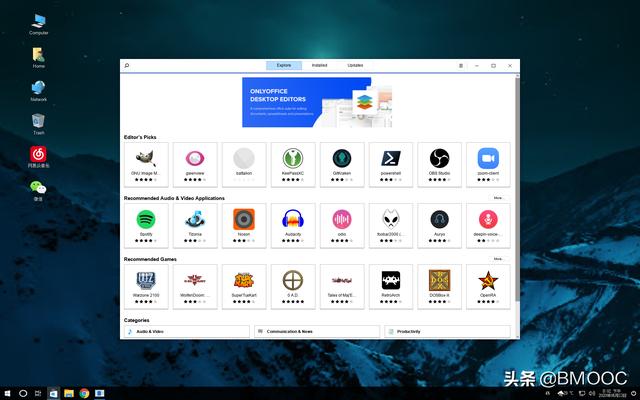 Computer
Home
Network
Trash
网易云音乐
微信
Explore
Installed
Updates
ONLYOFFICE
DESKTOP EDITORS
A comprehensive office suite for editing
documents, spreadsheets and presentations
Editor's Picks
GNU Image M...
gwenview
ballation
KeePassXC
GitKraken
powershell
OBS Studio
zoom-client
Recommended Audio & Video Applications
More...
Spotify
Tizonia
Noson
Audacity
odio
foobar2000 (...
Auryo
deepin-voice-...
Recommended Games
More...
Warzone 2100
WolfenDoom: ...
SuperTuxKart
0 A.D.
Tales of Maj'E...
RetroArch
DOSBox-X
OpenRA
Categories
Audio & Video
Communication & News
Productivity
头条 @BMOOC